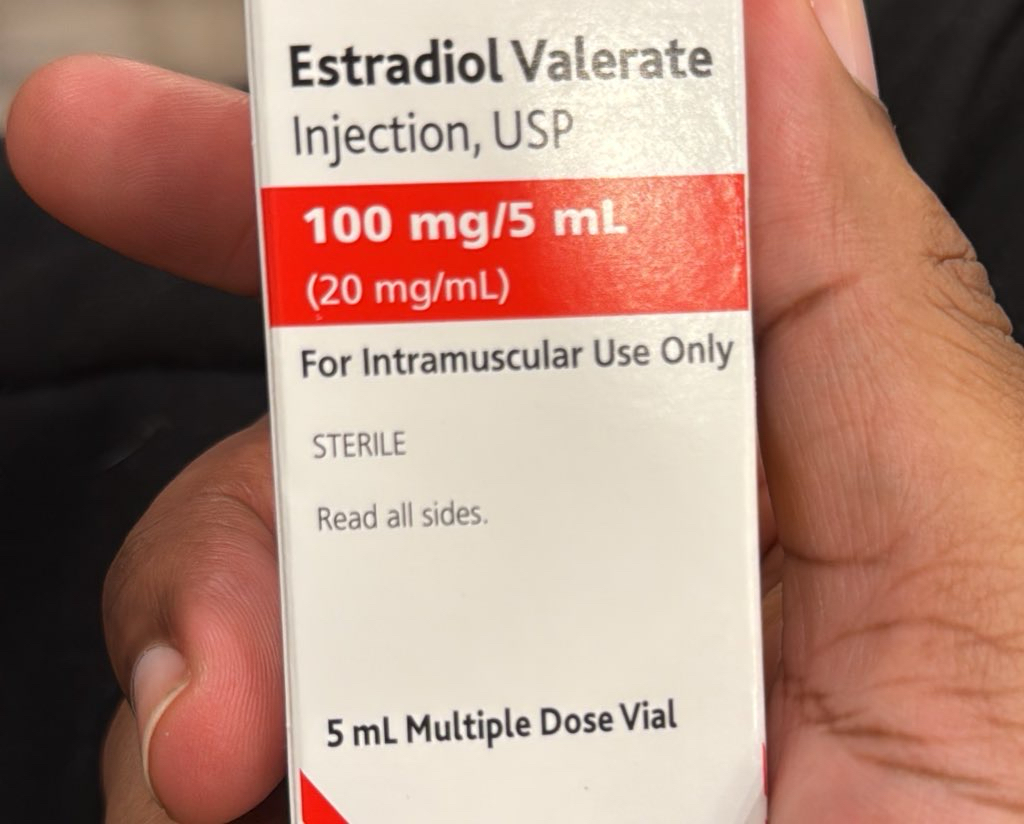 Estradiol Valerate
Injection, USP
100 mg/5 mL
(20 mg/mL)
For Intramuscular Use Only
STERILE
Read all sides.
5 mL Multiple Dose Vial